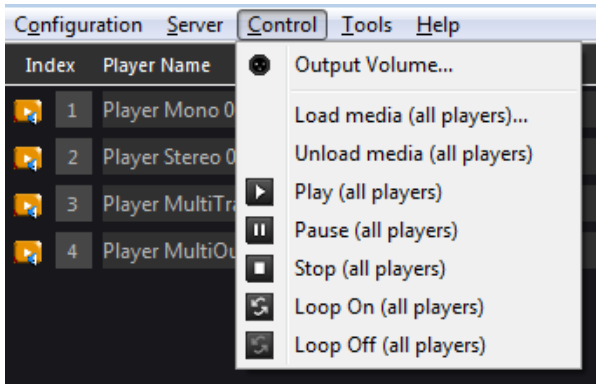 Configuration Server Control Tools Help
Index Player Name
Output Volume...
1 Player Mono 0
Load media (all players)...
2 Player Stereo 0
Unload media (all players)
Play (all players)
3 Player MultiTra
Pause (all players)
4 Player MultiOu
Stop (all players)
Loop On (all players)
Loop Off (all players)